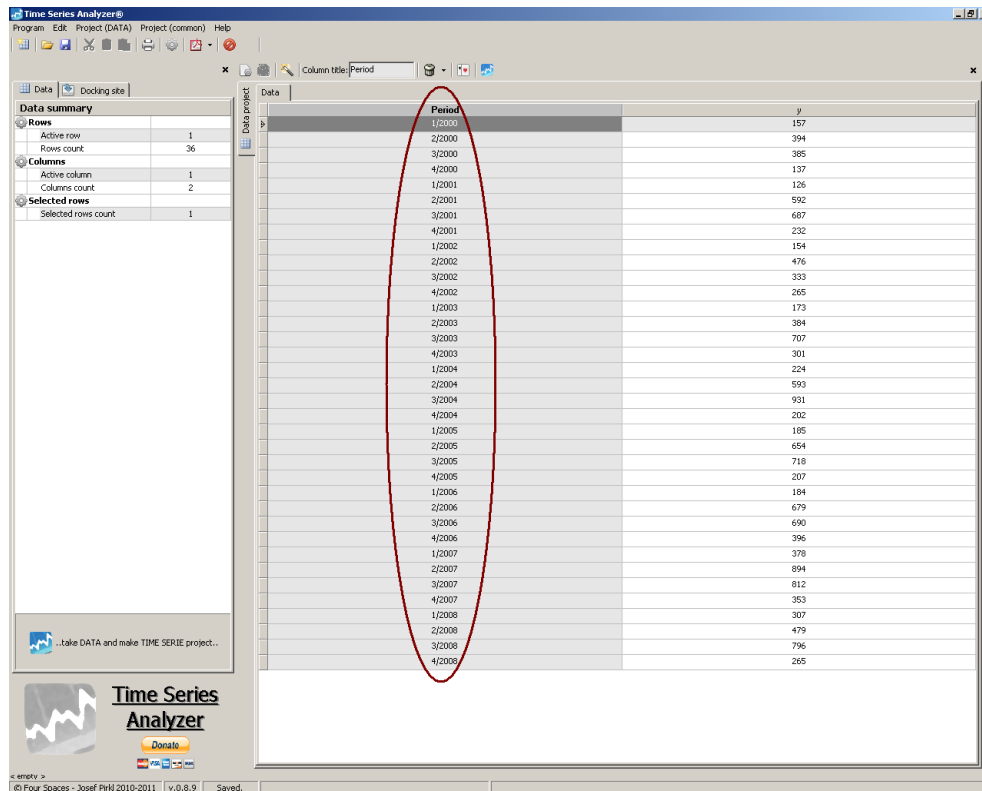 Time Series Analyzer®
Program Edit Project (DATA) Project (common) Help
Column title: Period
Data Docking site
Data summary
Rows
Active row 1
Rows count 36
Columns
Active column 1
Columns count 2
Selected rows
Selected rows count 1
..take DATA and make TIME SERIE project..
Time Series
Analyzer
Donate
VISA
Data project
Data
Period y
1/2000 157
2/2000 394
3/2000 385
4/2000 137
1/2001 126
2/2001 592
3/2001 687
4/2001 232
1/2002 154
2/2002 476
3/2002 333
4/2002 265
1/2003 173
2/2003 384
3/2003 707
4/2003 301
1/2004 224
2/2004 593
3/2004 931
4/2004 202
1/2005 185
2/2005 654
3/2005 718
4/2005 207
1/2006 184
2/2006 679
3/2006 690
4/2006 396
1/2007 378
2/2007 894
3/2007 812
4/2007 353
1/2008 307
2/2008 479
3/2008 796
4/2008 265
< empty >
© Four Spaces - Josef Pirkl 2010-2011 v.0.8.9 Saved.